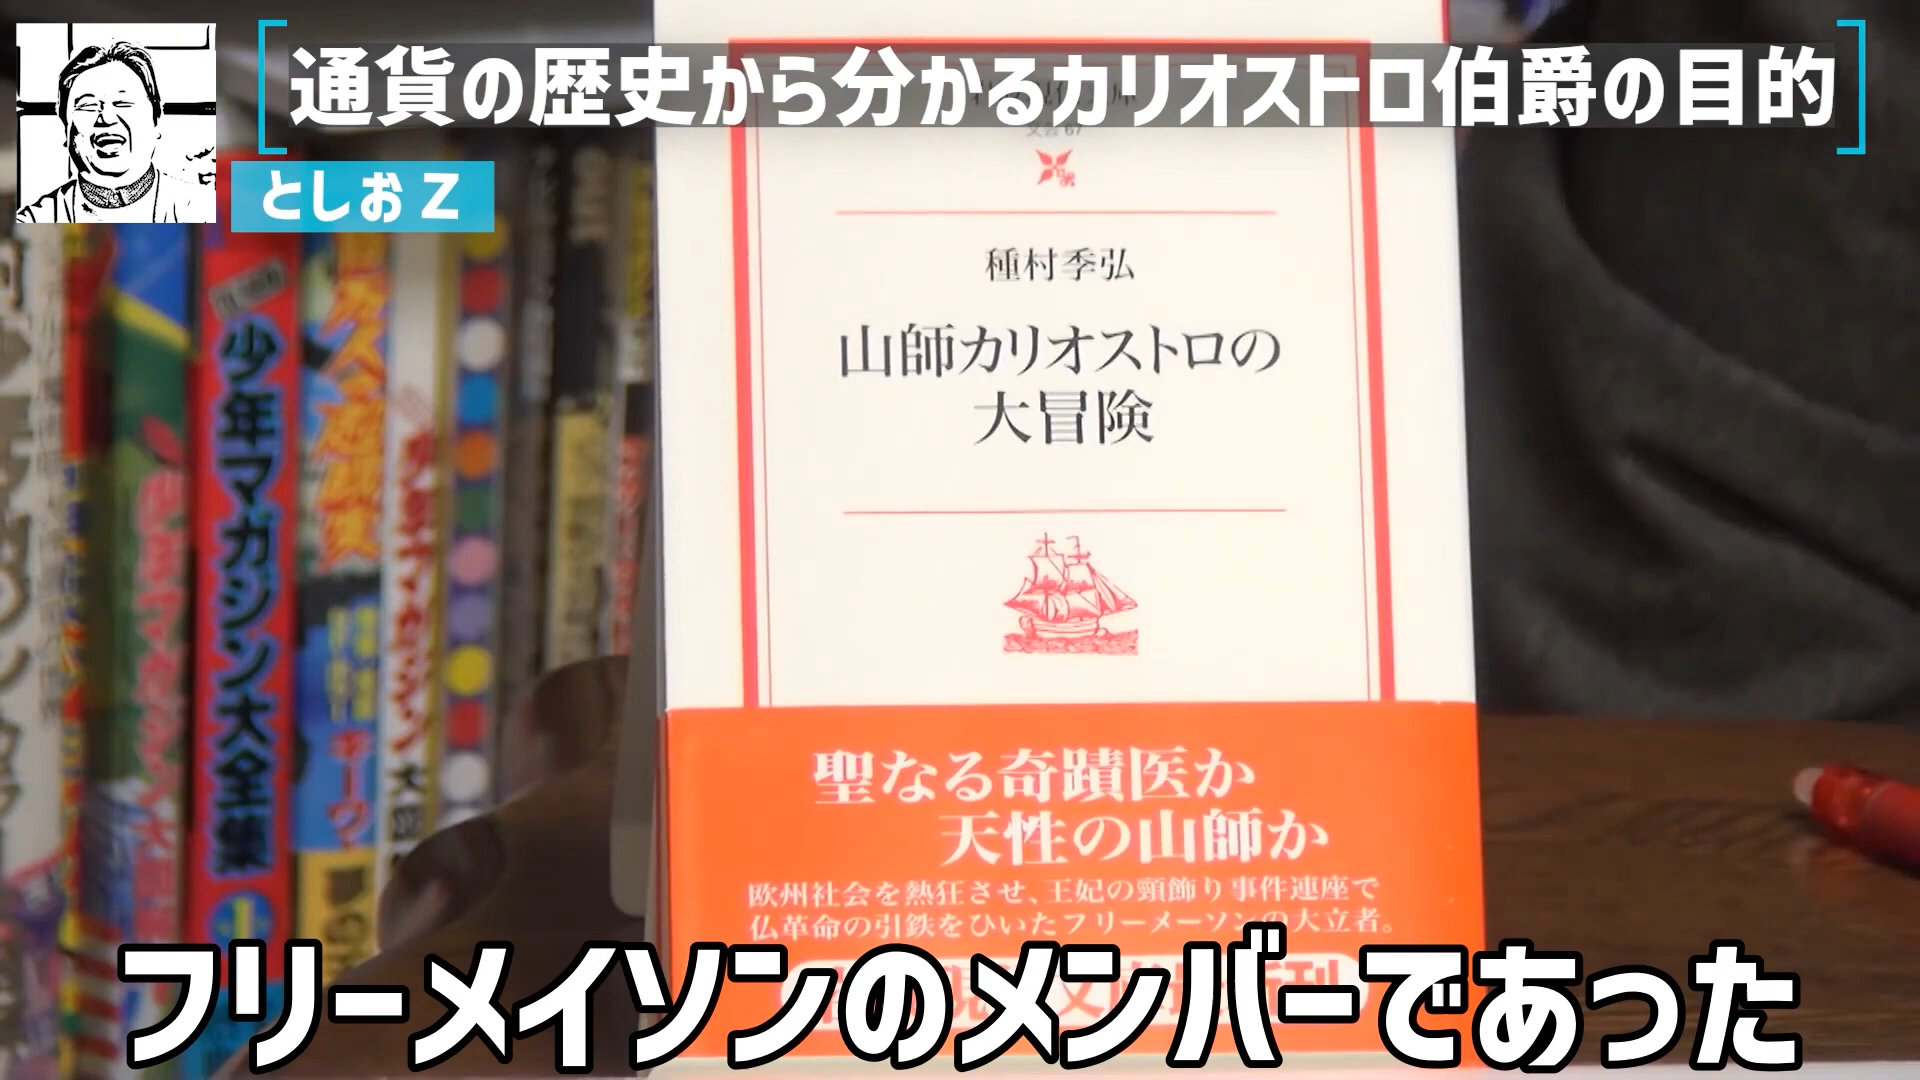 通貨の歴史から分かるカリオストロ伯爵の目的
としおZ
種村季弘
山師カリオストロの
大冒険
聖なる奇蹟医か
天性の山師か
欧州社会を熱狂させ、王妃の頸飾り事件連座で
仏革命の引鉄をひいたフリーメーソンの大立者。
フリーメイソンのメンバーであった
少年マガジン大全集